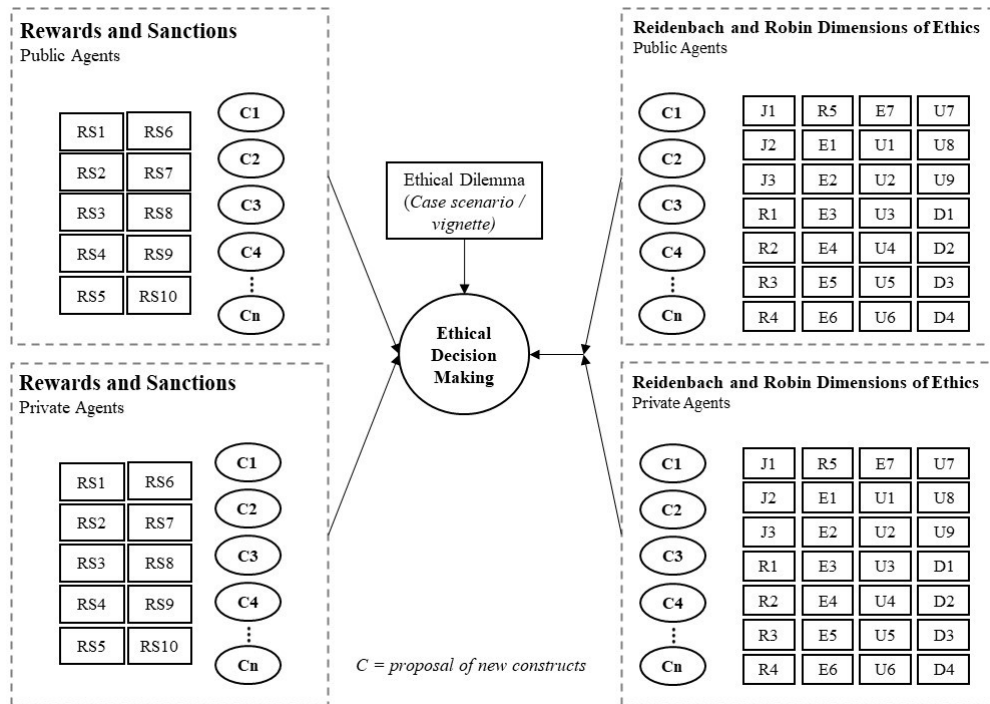 Rewards and Sanctions
Public Agents
RS1 RS6
RS2 RS7
RS3 RS8
RS4 RS9
RS5 RS10
C1
C2
C3
C4
Cn
Ethical Dilemma
(Case scenario /
vignette)
Ethical
Decision
Making
Reidenbach and Robin Dimensions of Ethics
Public Agents
C1
C2
C3
C4
Cn
J1 R5 E7 U7
J2 E1 U1 U8
J3 E2 U2 U9
R1 E3 U3 D1
R2 E4 U4 D2
R3 E5 U5 D3
R4 E6 U6 D4
Rewards and Sanctions
Private Agents
RS1 RS6
RS2 RS7
RS3 RS8
RS4 RS9
RS5 RS10
C1
C2
C3
C4
Cn
C = proposal of new constructs
Reidenbach and Robin Dimensions of Ethics
Private Agents
C1
C2
C3
C4
Cn
J1 R5 E7 U7
J2 E1 U1 U8
J3 E2 U2 U9
R1 E3 U3 D1
R2 E4 U4 D2
R3 E5 U5 D3
R4 E6 U6 D4